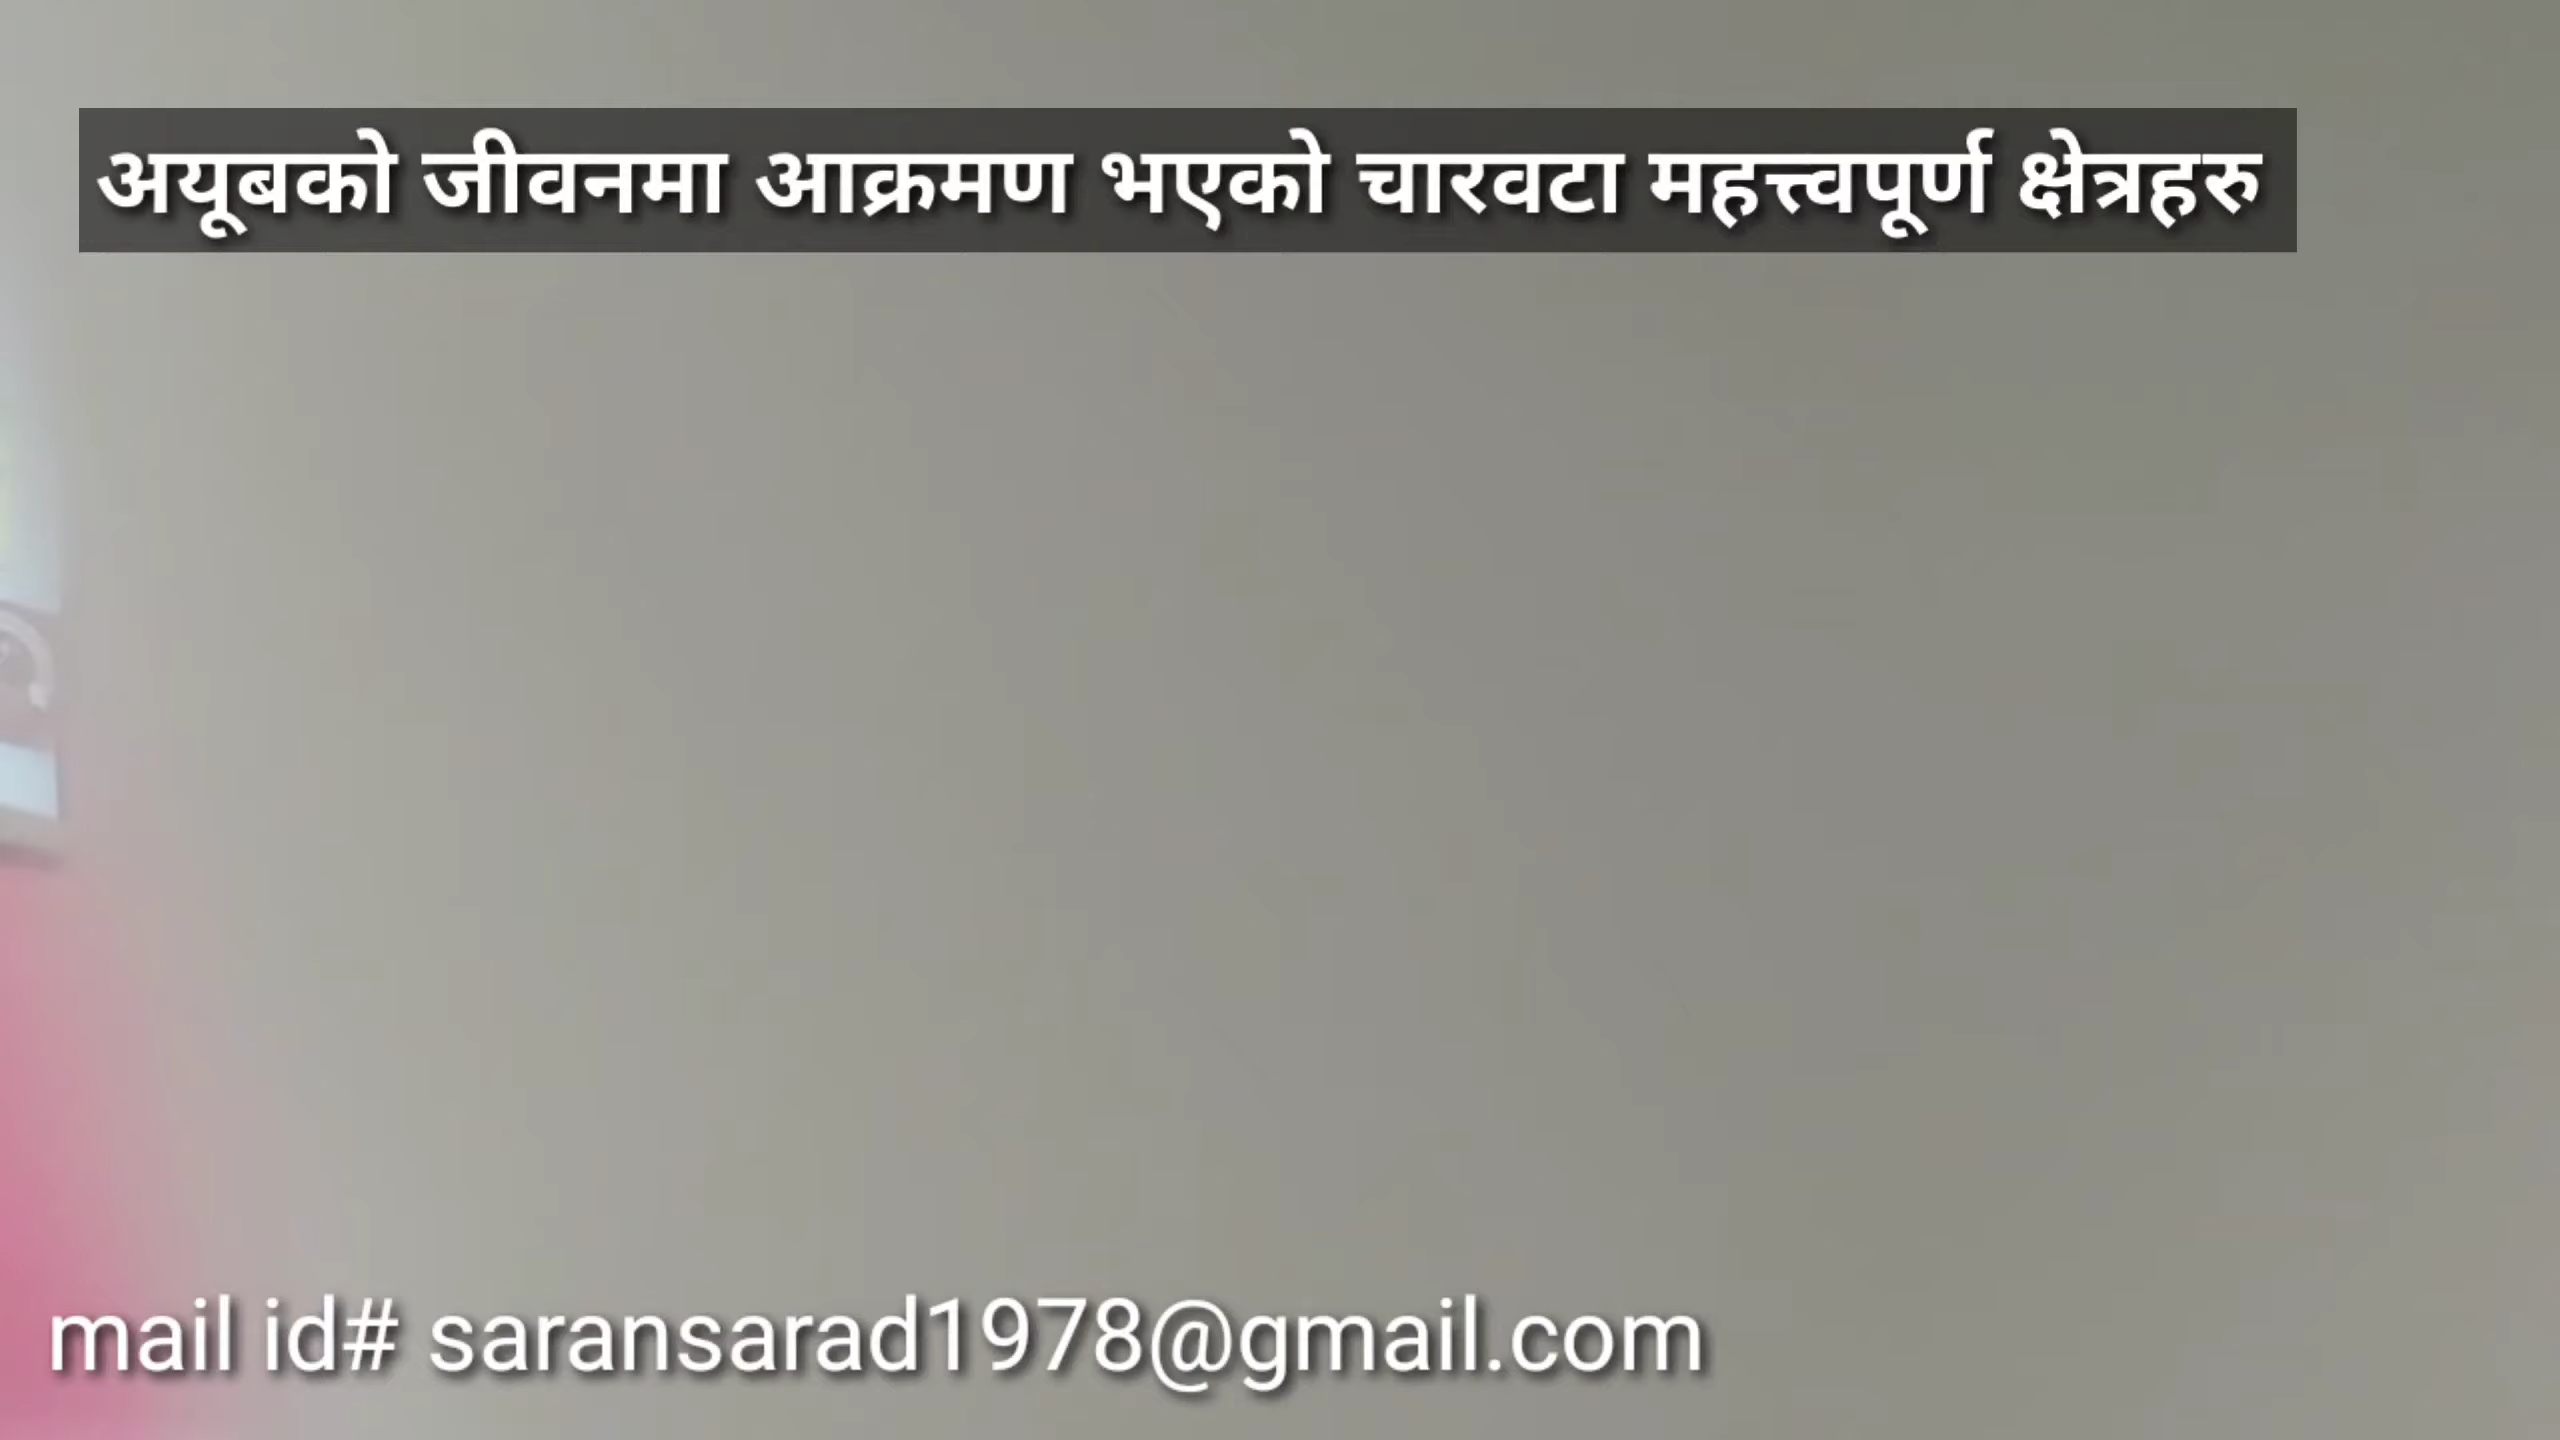 अयूबको जीवनमा आक्रमण भएको चारवटा महत्त्वपूर्ण क्षेत्रहरु
mail id# saransarad1978@gmail.com